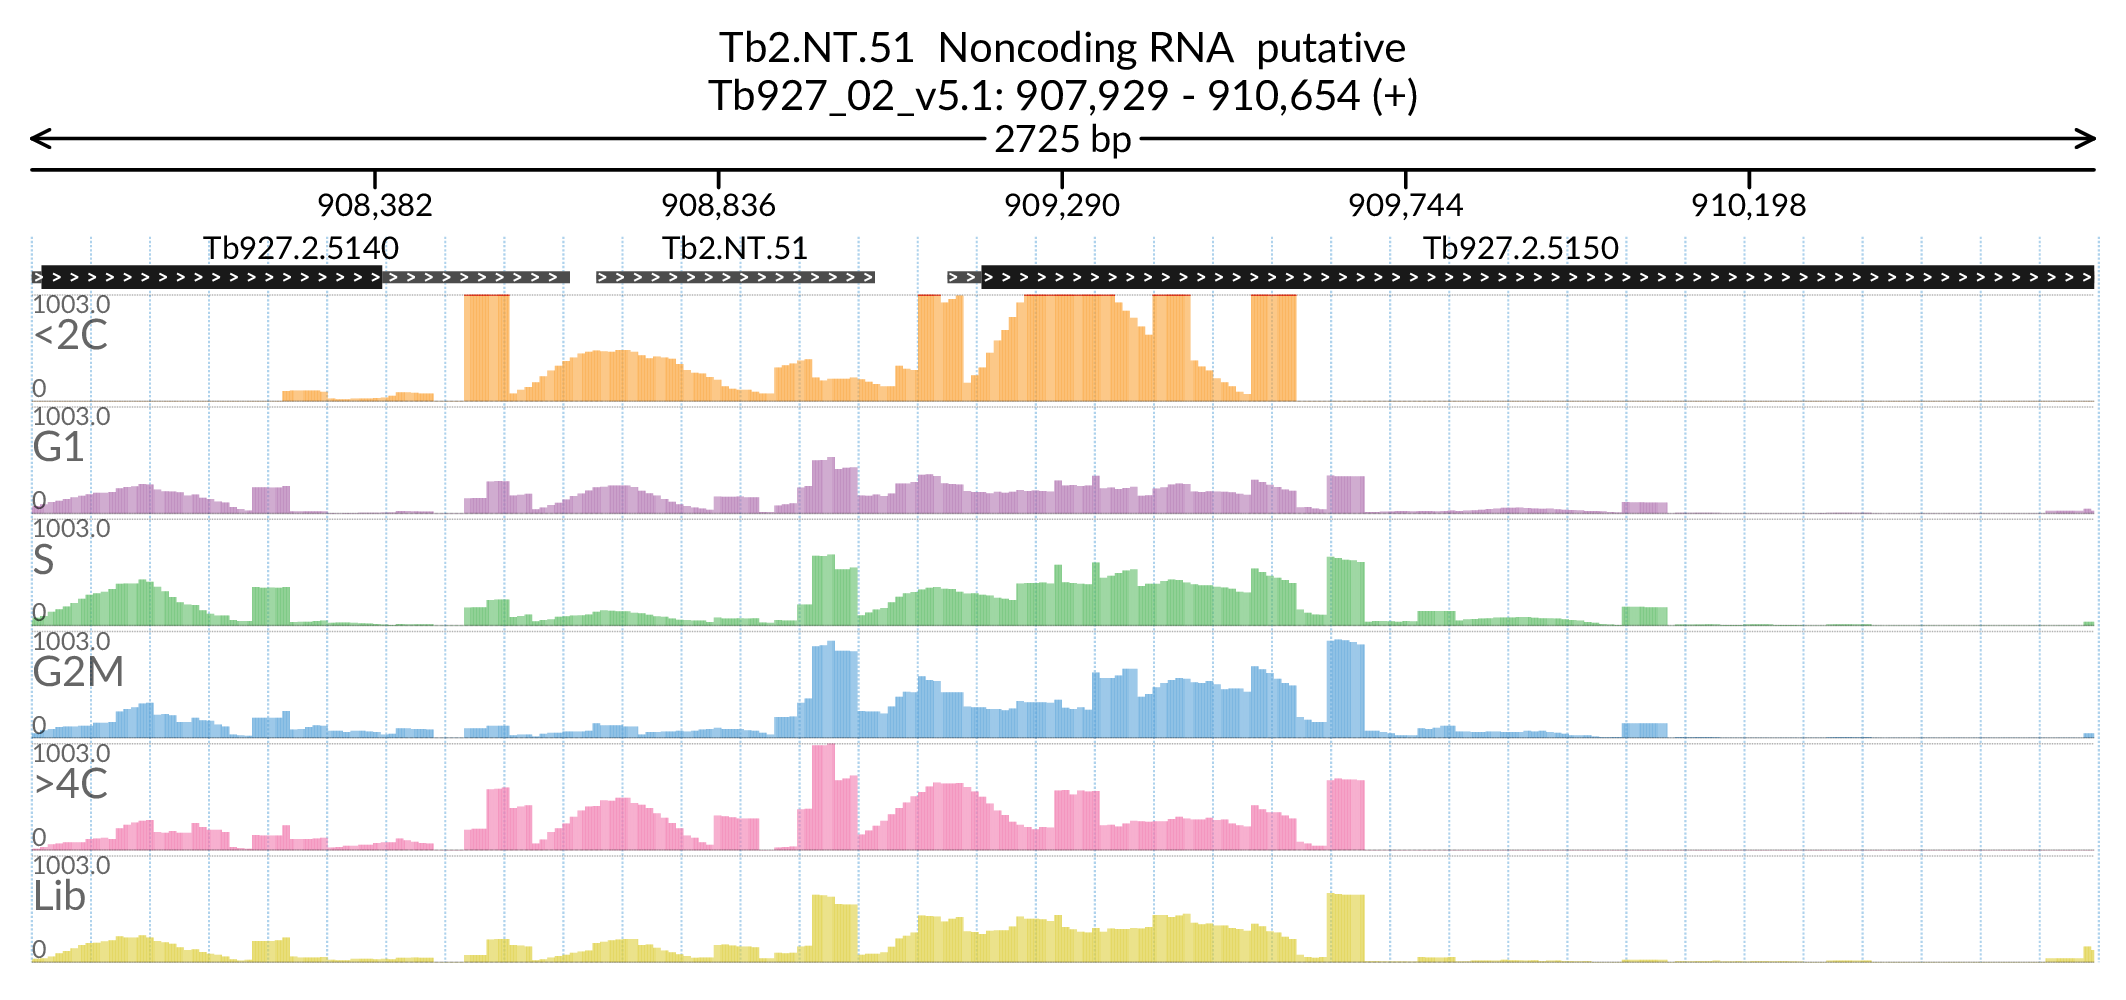 Tb2.NT.51 Noncoding RNA putative
Tb927_02_v5.1: 907,929 - 910,654 (+)
2725 bp
908,382 908,836 909,290 909,744 910,198
Tb927.2.5140 Tb2.NT.51 Tb927.2.5150
1003.0
<2C
0
1003.0
G1
0
1003.0
S
0
1003.0
G2M
0
1003.0
>4C
0
1003.0
Lib
0